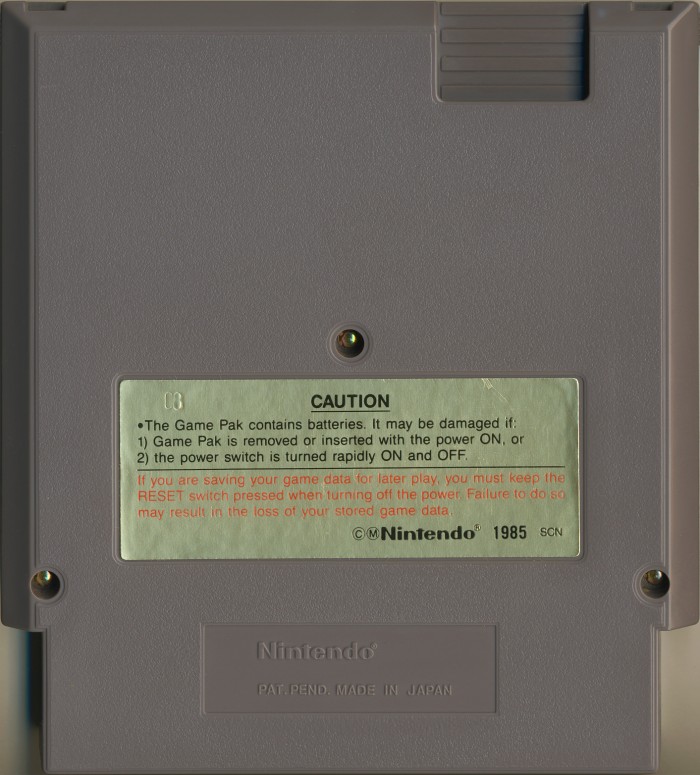 03
CAUTION
•The Game Pak contains batteries. It may be damaged if:
1) Game Pak is removed or inserted with the power ON, or
2) the power switch is turned rapidly ON and OFF.
If you are saving your game data for later play, you must keep the
RESET switch pressed when turning off the power. Failure to do so
may result in the loss of your stored game data.
©ⓂNintendo® 1985 SCN
Nintendo®
PAT. PEND. MADE IN JAPAN